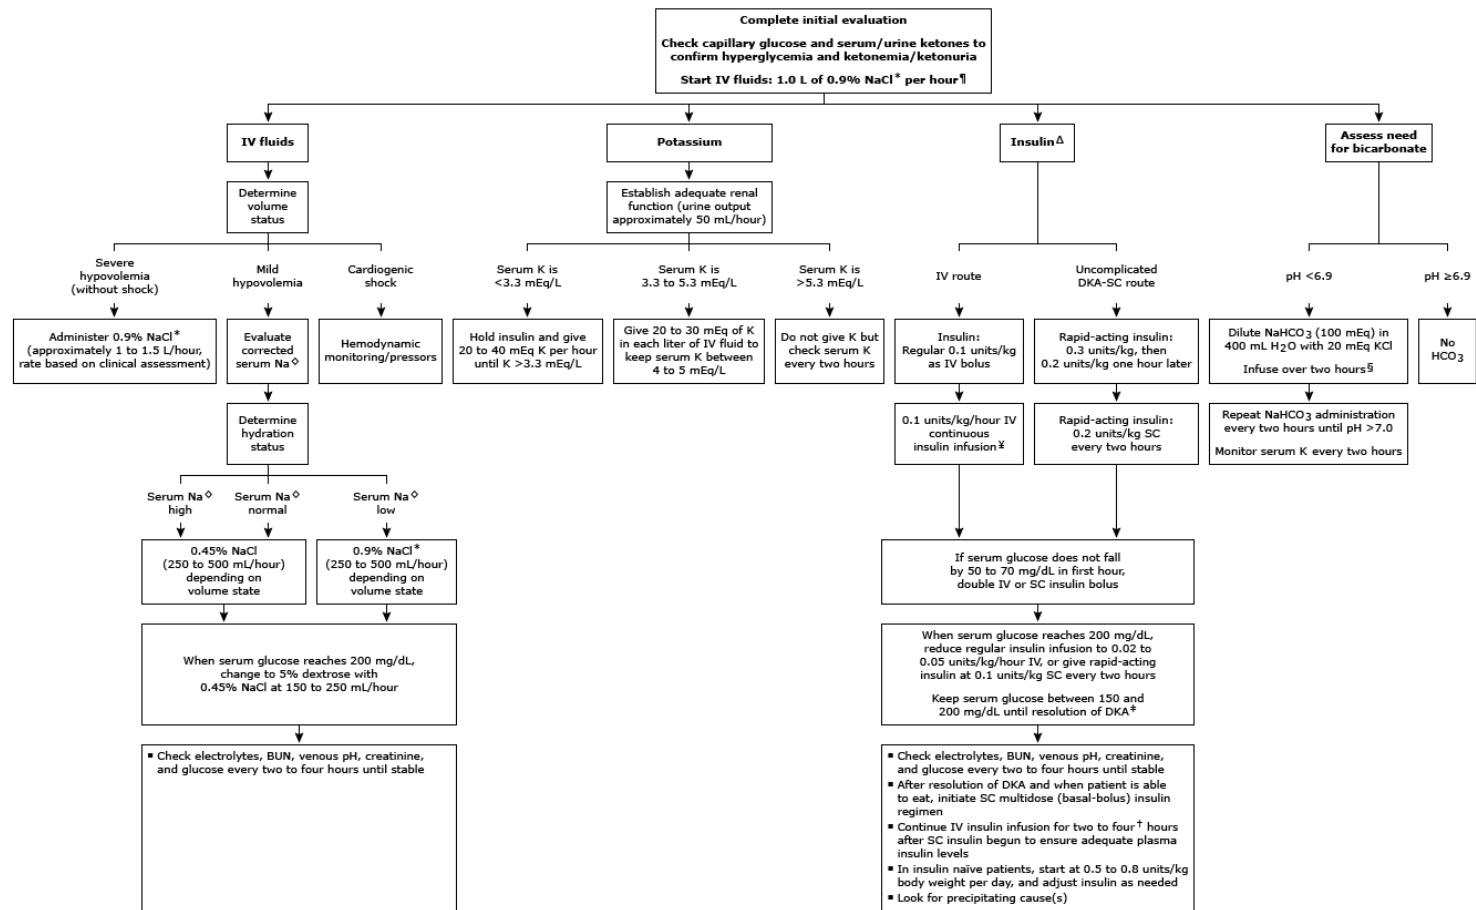 Complete initial evaluation
Check capillary glucose and serum/urine ketones to
confirm hyperglycemia and ketonemia/ketonuria
Start IV fluids: 1.0 L of 0.9% NaCl* per hour¶
IV fluids
Determine
volume
status
Severe
hypovolemia
(without shock)
Mild
hypovolemia
Cardiogenic
shock
Administer 0.9% NaCl*
(approximately 1 to 1.5 L/hour,
rate based on clinical assessment)
Evaluate
corrected
serum Na◇
Hemodynamic
monitoring/pressors
Determine
hydration
status
Serum Na◇
high
Serum Na◇
normal
Serum Na◇
low
0.45% NaCl
(250 to 500 mL/hour)
depending on
volume state
0.9% NaCl*
(250 to 500 mL/hour)
depending on
volume state
When serum glucose reaches 200 mg/dL,
change to 5% dextrose with
0.45% NaCl at 150 to 250 mL/hour
▪ Check electrolytes, BUN, venous pH, creatinine,
and glucose every two to four hours until stable
Potassium
Establish adequate renal
function (urine output
approximately 50 mL/hour)
Serum K is
<3.3 mEq/L
Serum K is
3.3 to 5.3 mEq/L
Serum K is
>5.3 mEq/L
Hold insulin and give
20 to 40 mEq K per hour
until K >3.3 mEq/L
Give 20 to 30 mEq of K
in each liter of IV fluid to
keep serum K between
4 to 5 mEq/L
Do not give K but
check serum K
every two hours
InsulinΔ
IV route
Uncomplicated
DKA-SC route
Insulin:
Regular 0.1 units/kg
as IV bolus
Rapid-acting insulin:
0.3 units/kg, then
0.2 units/kg one hour later
0.1 units/kg/hour IV
continuous
insulin infusion¥
Rapid-acting insulin:
0.2 units/kg SC
every two hours
If serum glucose does not fall
by 50 to 70 mg/dL in first hour,
double IV or SC insulin bolus
When serum glucose reaches 200 mg/dL,
reduce regular insulin infusion to 0.02 to
0.05 units/kg/hour IV, or give rapid-acting
insulin at 0.1 units/kg SC every two hours
Keep serum glucose between 150 and
200 mg/dL until resolution of DKA‡
▪ Check electrolytes, BUN, venous pH, creatinine,
and glucose every two to four hours until stable
▪ After resolution of DKA and when patient is able
to eat, initiate SC multidose (basal-bolus) insulin
regimen
▪ Continue IV insulin infusion for two to four† hours
after SC insulin begun to ensure adequate plasma
insulin levels
▪ In insulin naïve patients, start at 0.5 to 0.8 units/kg
body weight per day, and adjust insulin as needed
▪ Look for precipitating cause(s)
Assess need
for bicarbonate
pH <6.9
pH ≥6.9
Dilute NaHCO3 (100 mEq) in
400 mL H2O with 20 mEq KCl
Infuse over two hours§
No
HCO3
Repeat NaHCO3 administration
every two hours until pH >7.0
Monitor serum K every two hours